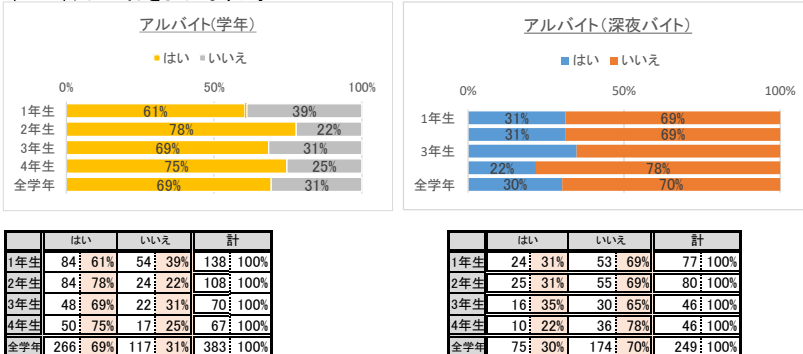 アルバイト(学年)
はい いいえ
0% 50% 100%
1年生 61% 39%
2年生 78% 22%
3年生 69% 31%
4年生 75% 25%
全学年 69% 31%
アルバイト(深夜バイト)
はい いいえ
0% 50% 100%
1年生 31% 69%
31% 69%
3年生
22% 78%
全学年 30% 70%
はい いいえ 計
1年生 84 61% 54 39% 138 100%
2年生 84 78% 24 22% 108 100%
3年生 48 69% 22 31% 70 100%
4年生 50 75% 17 25% 67 100%
全学年 266 69% 117 31% 383 100%
はい いいえ 計
1年生 24 31% 53 69% 77 100%
2年生 25 31% 55 69% 80 100%
3年生 16 35% 30 65% 46 100%
4年生 10 22% 36 78% 46 100%
全学年 75 30% 174 70% 249 100%